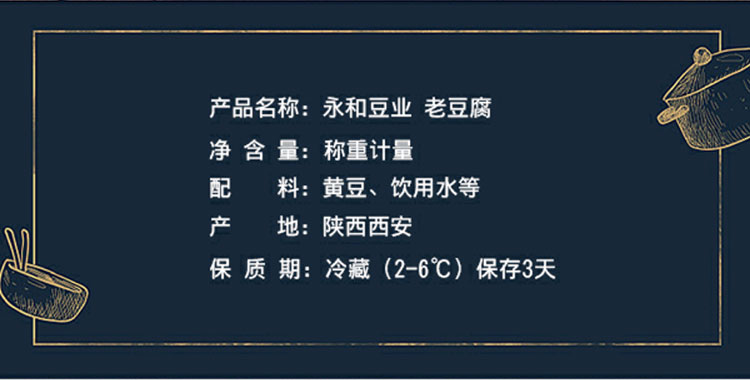 产品名称：永和豆业 老豆腐
净 含 量：称重计量
配 料：黄豆、饮用水等
产 地：陕西西安
保 质 期：冷藏（2-6℃）保存3天